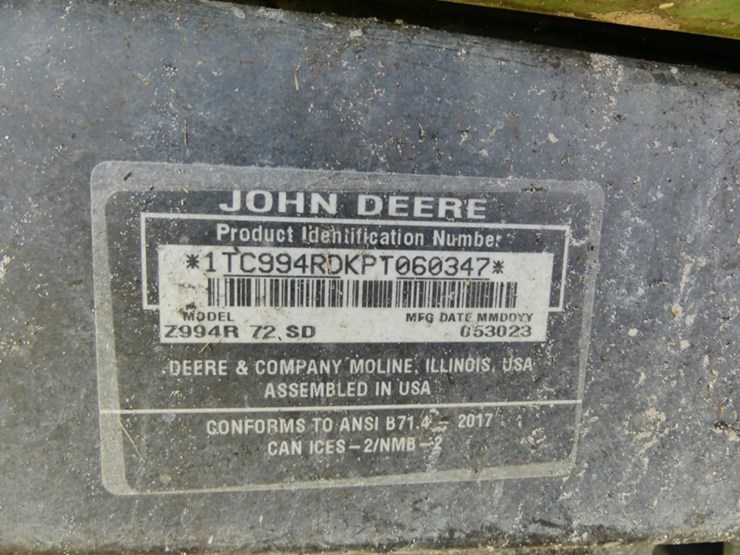 JOHN DEERE
Product Identification Number
*1TC994RDKPT060347*
MODEL MFG DATE MMDDYY
Z994R 72, SD 053023
DEERE & COMPANY MOLINE, ILLINOIS, USA
ASSEMBLED IN USA
CONFORMS TO ANSI B71.4 – 2017
CAN ICES–2/NMB–2